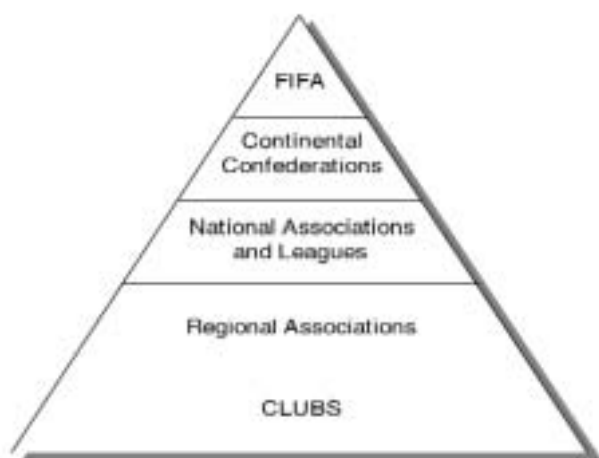 FIFA
Continental
Confederations
National Associations
and Leagues
Regional Associations
CLUBS